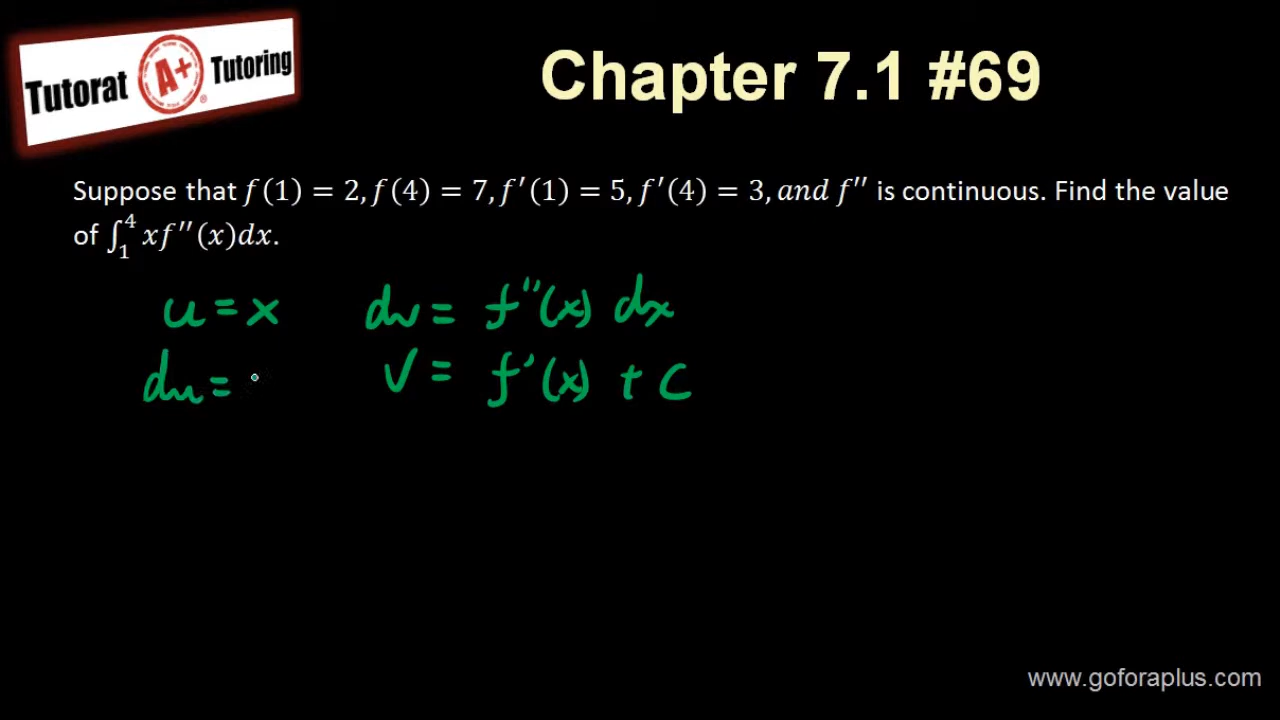 Tutorat A+ Tutoring
Chapter 7.1 #69
Suppose that f(1) = 2, f(4) = 7, f′(1) = 5, f′(4) = 3, and f′′ is continuous. Find the value
of ∫₁⁴ xf′′(x)dx.
u = x dv = f''(x) dx
du = v = f'(x) + c
www.goforaplus.com